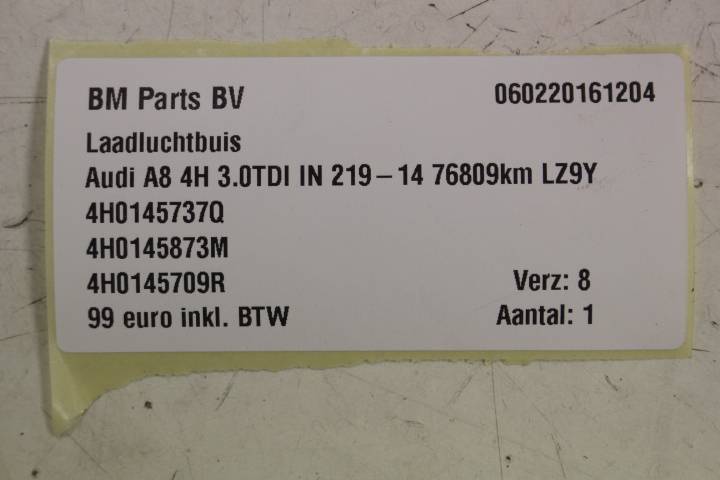 BM Parts BV 060220161204
Laadluchtbuis
Audi A8 4H 3.0TDI IN 219 – 14 76809km LZ9Y
4H0145737Q
4H0145873M
4H0145709R Verz: 8
99 euro inkl. BTW Aantal: 1